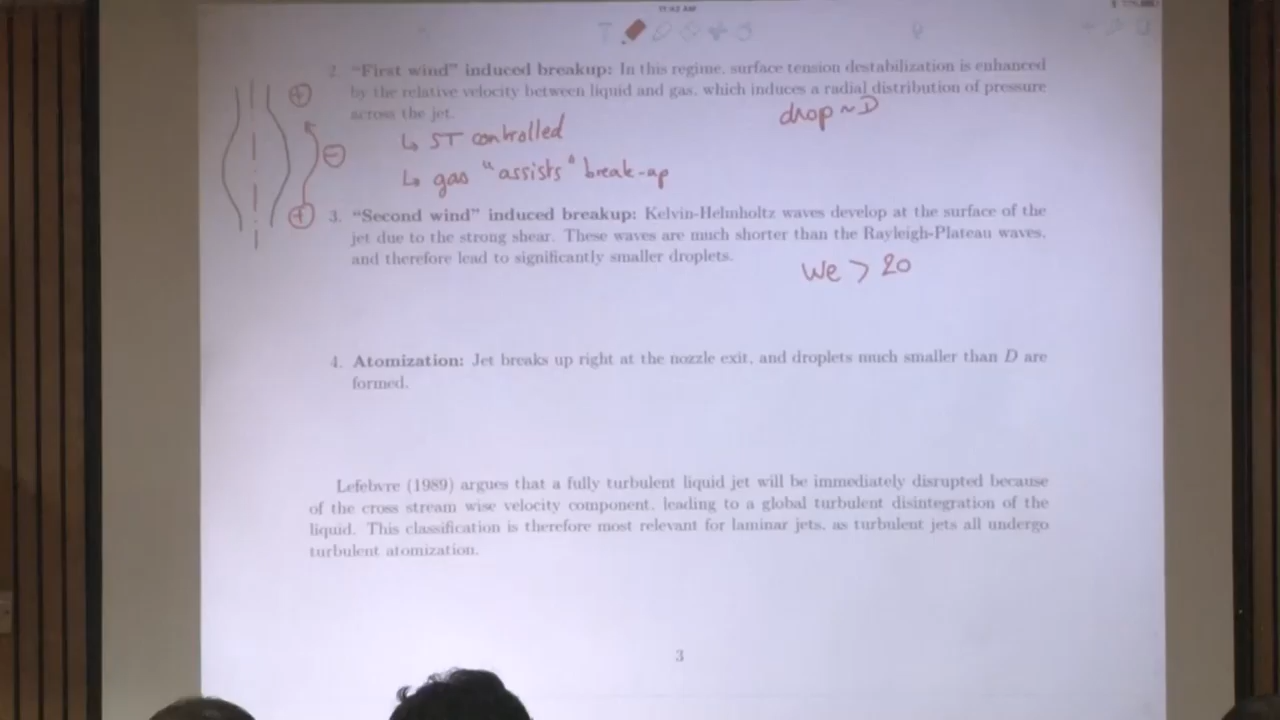 11:42 AM
2. “First wind” induced breakup: In this regime, surface tension destabilization is enhanced
by the relative velocity between liquid and gas, which induces a radial distribution of pressure
across the jet.
drop ~ D
↳ ST controlled
↳ gas "assists" break-up
+
−
+
3. “Second wind” induced breakup: Kelvin-Helmholtz waves develop at the surface of the
jet due to the strong shear. These waves are much shorter than the Rayleigh-Plateau waves,
and therefore lead to significantly smaller droplets.
We > 20
4. Atomization: Jet breaks up right at the nozzle exit, and droplets much smaller than D are
formed.
Lefebvre (1989) argues that a fully turbulent liquid jet will be immediately disrupted because
of the cross stream wise velocity component, leading to a global turbulent disintegration of the
liquid. This classification is therefore most relevant for laminar jets, as turbulent jets all undergo
turbulent atomization.
3